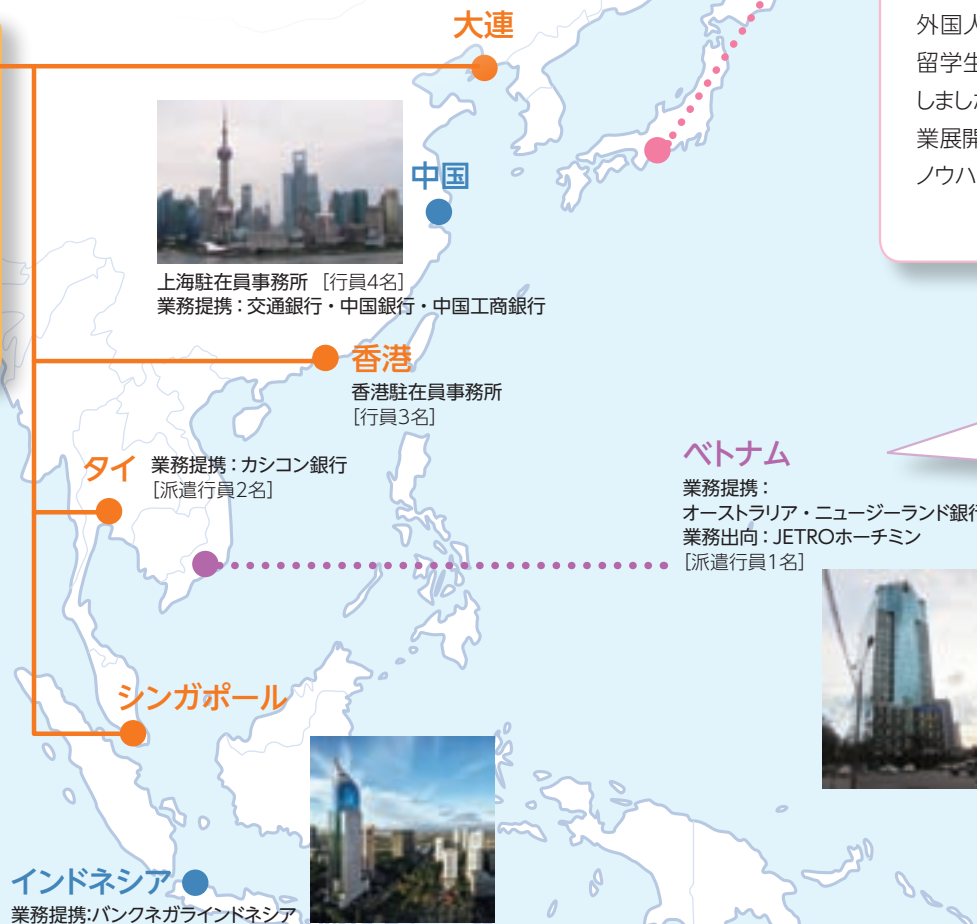 大連
外国人
留学生
しました
業展開
ノウハ
中国
上海駐在員事務所 [行員4名]
業務提携：交通銀行・中国銀行・中国工商銀行
香港
香港駐在員事務所
[行員3名]
タイ
業務提携：カシコン銀行
[派遣行員2名]
ベトナム
業務提携：
オーストラリア・ニュージーランド銀行
業務出向：JETROホーチミン
[派遣行員1名]
シンガポール
インドネシア
業務提携:バンクネガラインドネシア